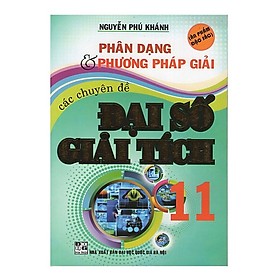 NGUYỄN PHÚ KHÁNH
PHÂN DẠNG
& PHƯƠNG PHÁP GIẢI
các chuyên đề
ĐẠI SỐ
GIẢI TÍCH
11
NHÀ XUẤT BẢN ĐẠI HỌC QUỐC GIA HÀ NỘI